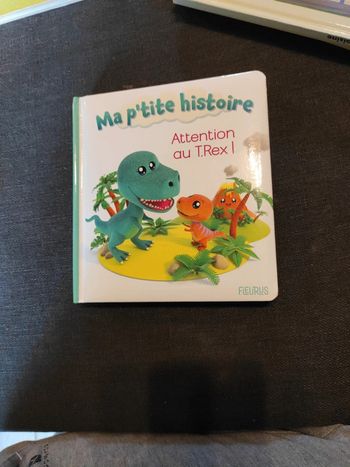 Ma p'tite histoire
Attention
au T.Rex !
FLEURUS